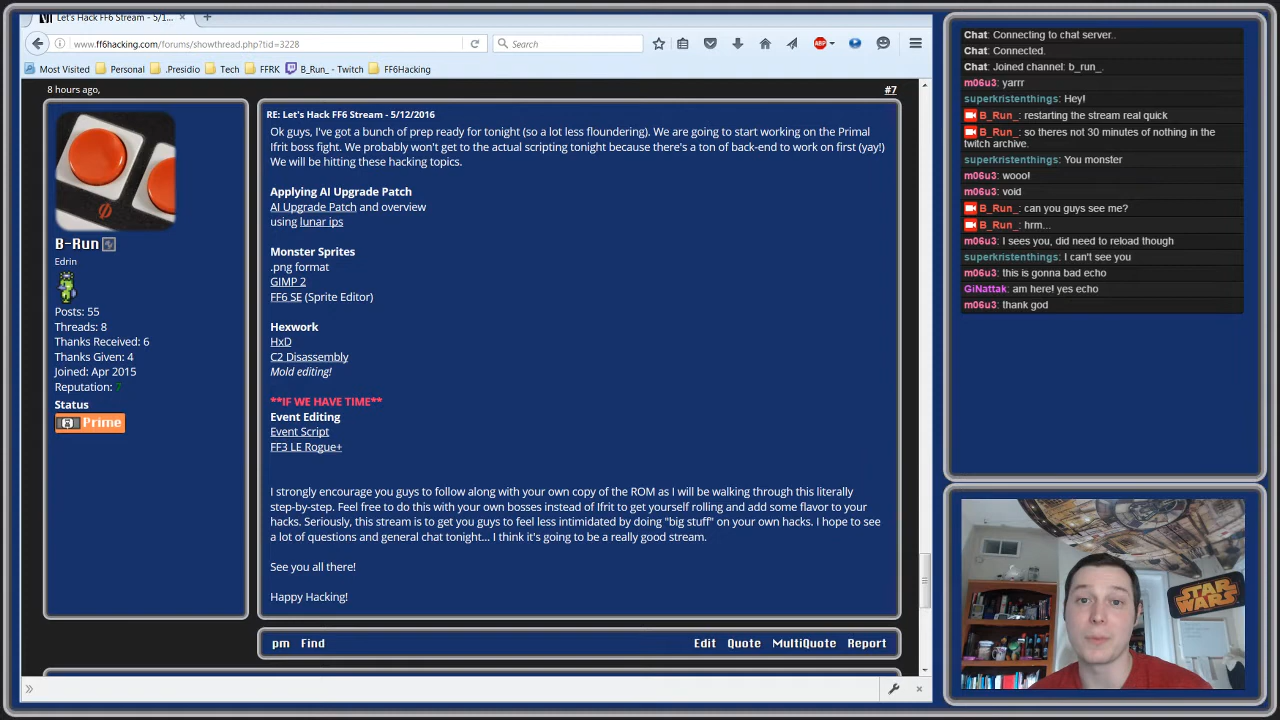 Let's Hack FF6 Stream - 5/1...
www.ff6hacking.com/forums/showthread.php?tid=3228
Search
ABP
Most Visited
Personal
.Presidio
Tech
FFRK
B_Run_ - Twitch
FF6Hacking
8 hours ago,
#7
B-Run
Edrin
Posts: 55
Threads: 8
Thanks Received: 6
Thanks Given: 4
Joined: Apr 2015
Reputation: 7
Status
Prime
RE: Let's Hack FF6 Stream - 5/12/2016
Ok guys, I've got a bunch of prep ready for tonight (so a lot less floundering). We are going to start working on the Primal
Ifrit boss fight. We probably won't get to the actual scripting tonight because there's a ton of back-end to work on first (yay!)
We will be hitting these hacking topics.
Applying AI Upgrade Patch
AI Upgrade Patch and overview
using lunar ips
Monster Sprites
.png format
GIMP 2
FF6 SE (Sprite Editor)
Hexwork
HxD
C2 Disassembly
Mold editing!
**IF WE HAVE TIME**
Event Editing
Event Script
FF3 LE Rogue+
I strongly encourage you guys to follow along with your own copy of the ROM as I will be walking through this literally
step-by-step. Feel free to do this with your own bosses instead of Ifrit to get yourself rolling and add some flavor to your
hacks. Seriously, this stream is to get you guys to feel less intimidated by doing "big stuff" on your own hacks. I hope to see
a lot of questions and general chat tonight... I think it's going to be a really good stream.
See you all there!
Happy Hacking!
pm
Find
Edit
Quote
MultiQuote
Report
Chat: Connecting to chat server..
Chat: Connected.
Chat: Joined channel: b_run_.
m06u3: yarrr
superkristenthings: Hey!
B_Run_: restarting the stream real quick
B_Run_: so theres not 30 minutes of nothing in the
twitch archive.
superkristenthings: You monster
m06u3: wooo!
m06u3: void
B_Run_: can you guys see me?
B_Run_: hrm...
m06u3: I sees you, did need to reload though
superkristenthings: I can't see you
m06u3: this is gonna bad echo
GiNattak: am here! yes echo
m06u3: thank god
STAR
WARS